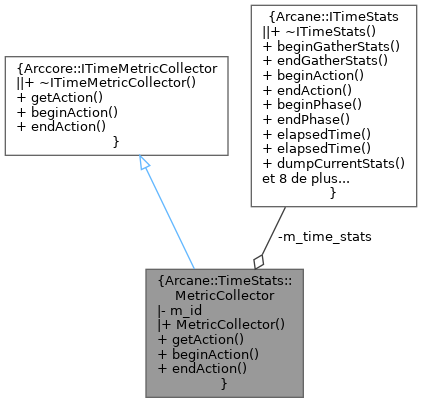 {Arccore::ITimeMetricCollector
||+ ~ITimeMetricCollector()
+ getAction()
+ beginAction()
+ endAction()
}
{Arcane::ITimeStats
||+ ~ITimeStats()
+ beginGatherStats()
+ endGatherStats()
+ beginAction()
+ endAction()
+ beginPhase()
+ endPhase()
+ elapsedTime()
+ elapsedTime()
+ dumpCurrentStats()
et 8 de plus...
}
-m_time_stats
{Arcane::TimeStats::
MetricCollector
|- m_id
|+ MetricCollector()
+ getAction()
+ beginAction()
+ endAction()
}